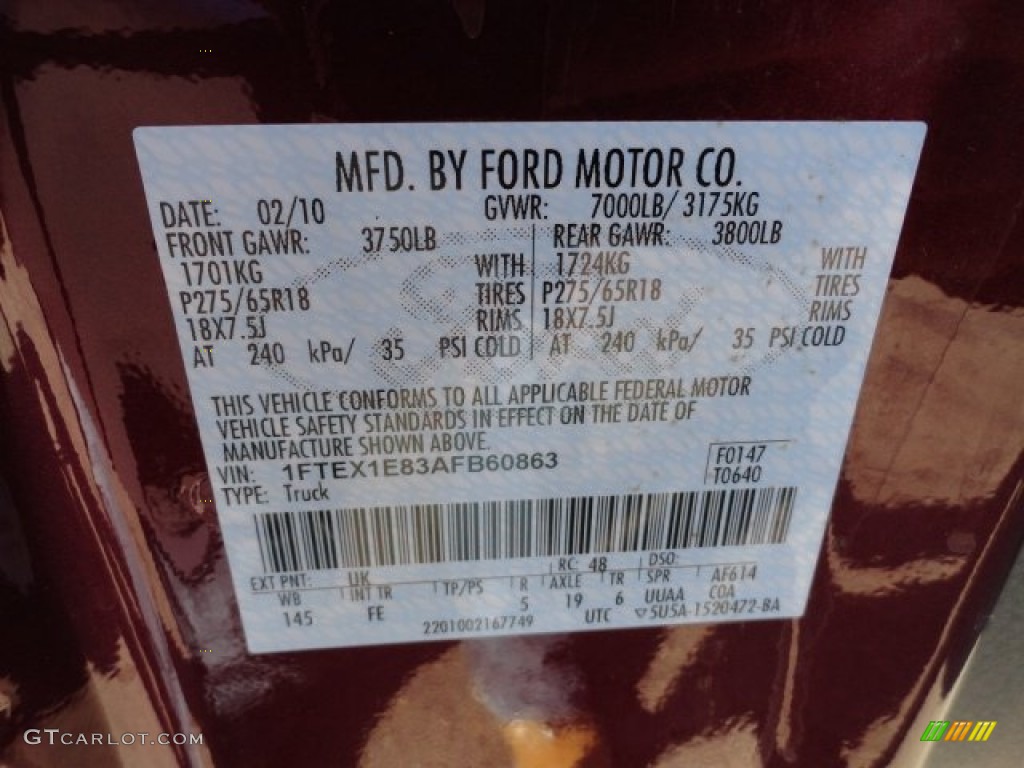 MFD. BY FORD MOTOR CO.
DATE: 02/10 GVWR: 7000LB/ 3175KG
FRONT GAWR: 3750LB REAR GAWR: 3800LB
1701KG WITH 1724KG WITH
P275/65R18 TIRES P275/65R18 TIRES
18X7.5J RIMS 18X7.5J RIMS
AT 240 kPa/ 35 PSI COLD AT 240 kPa/ 35 PSI COLD
THIS VEHICLE CONFORMS TO ALL APPLICABLE FEDERAL MOTOR
VEHICLE SAFETY STANDARDS IN EFFECT ON THE DATE OF
MANUFACTURE SHOWN ABOVE.
VIN: 1FTEX1E83AFB60863 F0147
TYPE: Truck T0640
EXT PNT: UK RC: 48 DSO:
WB INT TR TP/PS R AXLE TR SPR AF614
145 FE 5 19 6 UUAA COA
2201002167749 UTC 5U5A-1520472-BA
GTCARLOT.COM